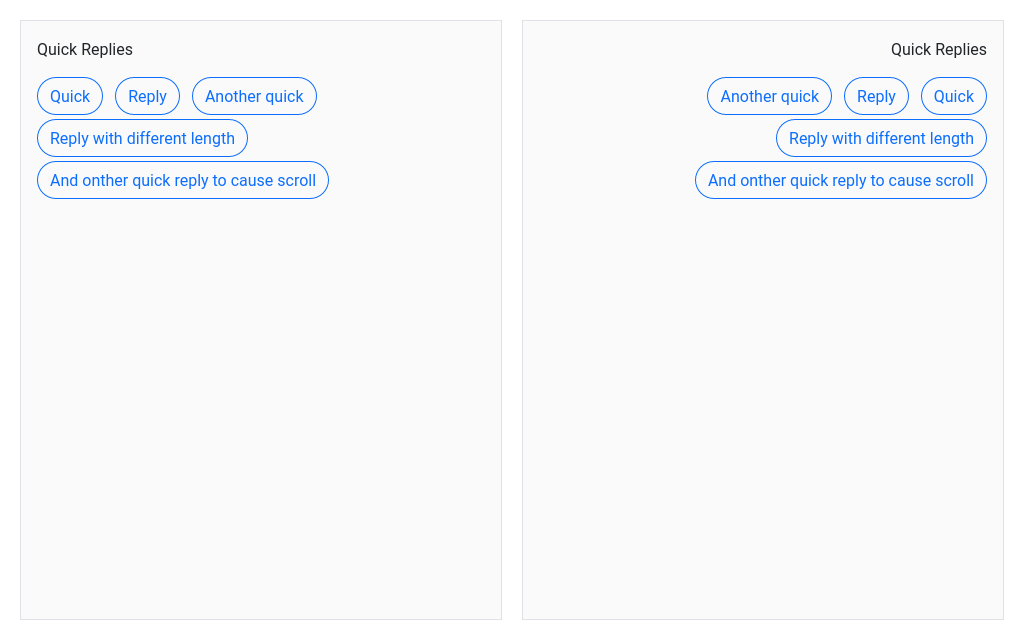 Quick Replies
Quick Reply Another quick
Reply with different length
And onther quick reply to cause scroll
Quick Replies
Another quick Reply Quick
Reply with different length
And onther quick reply to cause scroll